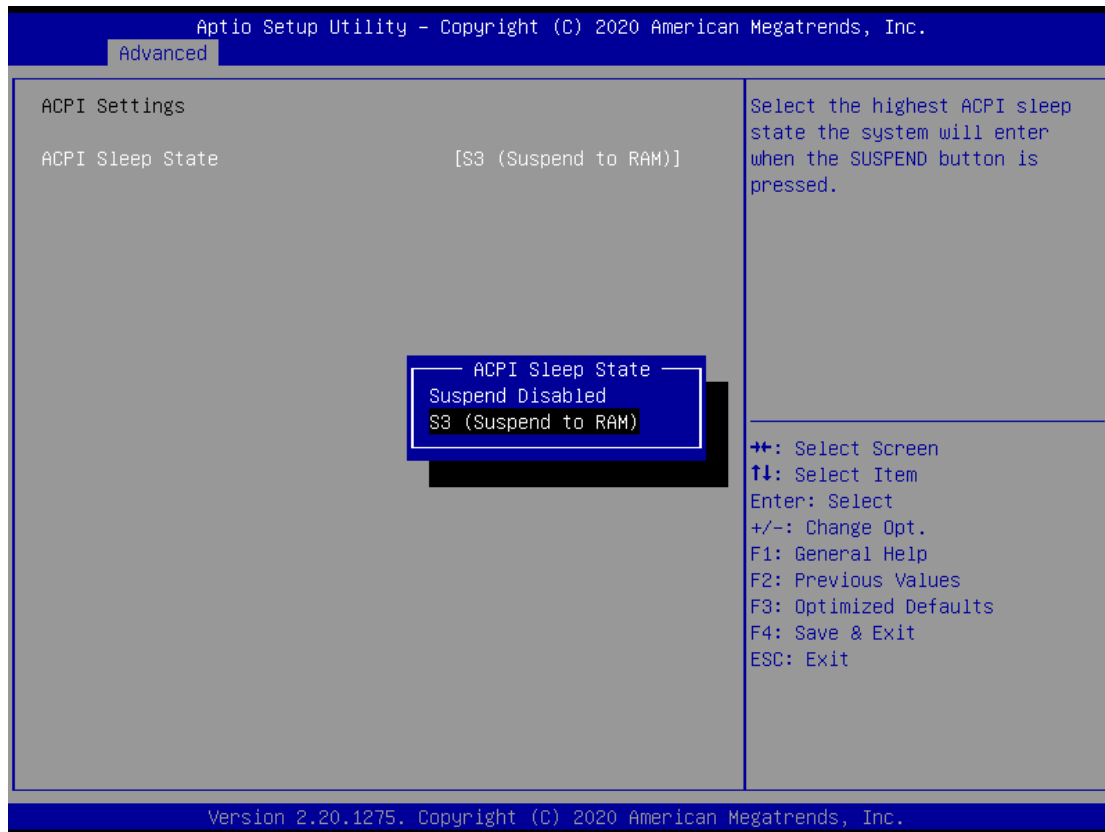 Aptio Setup Utility – Copyright (C) 2020 American Megatrends, Inc.
Advanced
ACPI Settings
ACPI Sleep State [S3 (Suspend to RAM)]
Select the highest ACPI sleep
state the system will enter
when the SUSPEND button is
pressed.
ACPI Sleep State
Suspend Disabled
S3 (Suspend to RAM)
→←: Select Screen
↑↓: Select Item
Enter: Select
+/-: Change Opt.
F1: General Help
F2: Previous Values
F3: Optimized Defaults
F4: Save & Exit
ESC: Exit
Version 2.20.1275. Copyright (C) 2020 American Megatrends, Inc.